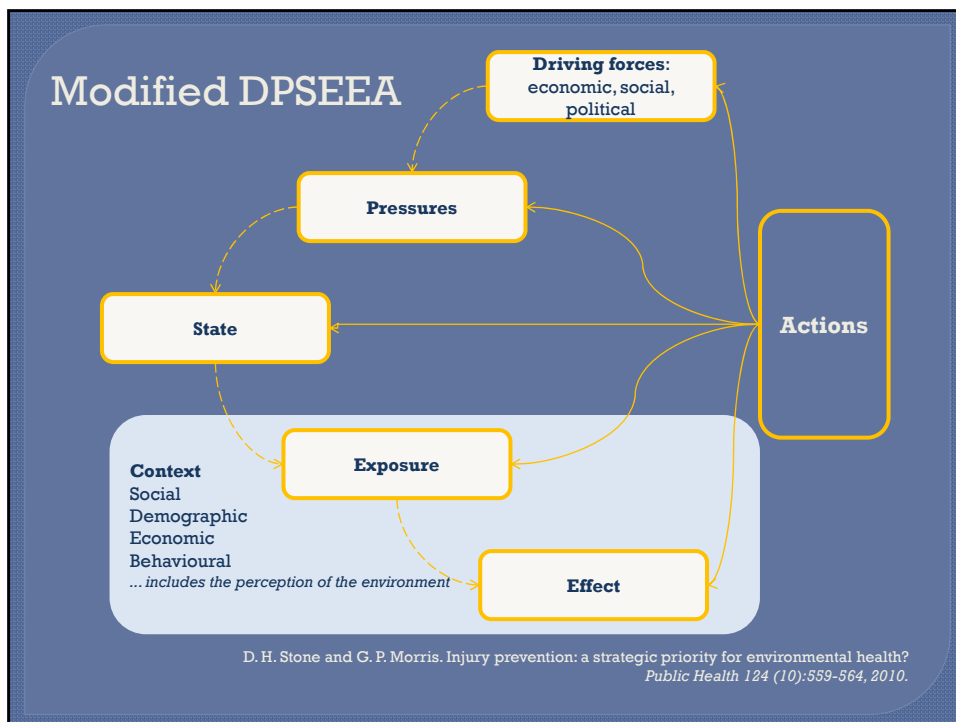 Modified DPSEEA
Driving forces:
economic, social,
political
Pressures
State
Actions
Exposure
Context
Social
Demographic
Economic
Behavioural
... includes the perception of the environment
Effect
D. H. Stone and G. P. Morris. Injury prevention: a strategic priority for environmental health?
Public Health 124 (10):559-564, 2010.